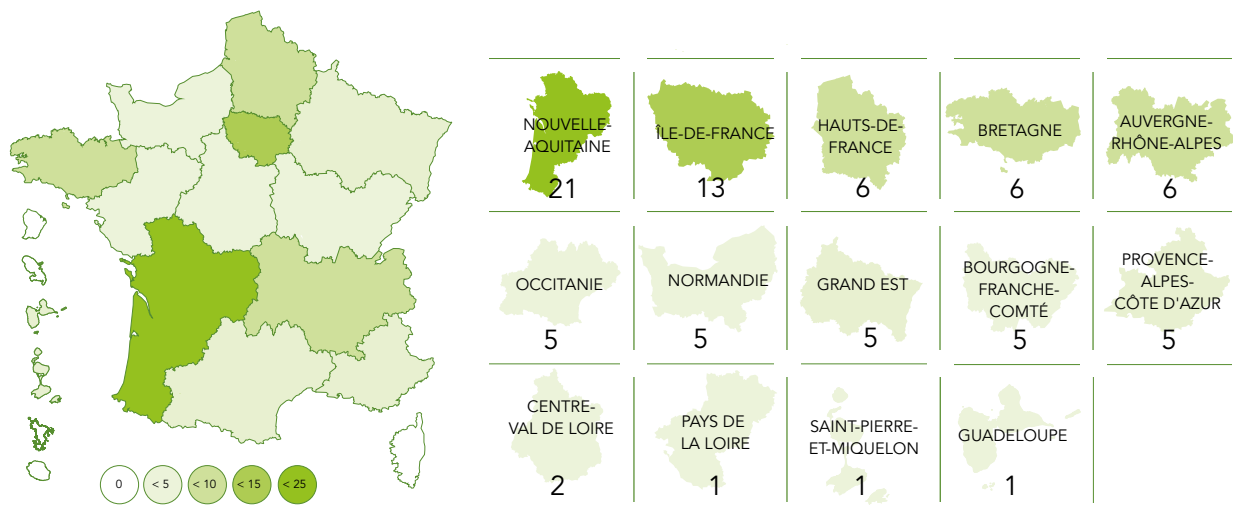 NOUVELLE-
AQUITAINE
21
ÎLE-DE-FRANCE
13
HAUTS-DE-
FRANCE
6
BRETAGNE
6
AUVERGNE-
RHÔNE-ALPES
6
OCCITANIE
5
NORMANDIE
5
GRAND EST
5
BOURGOGNE-
FRANCHE-
COMTÉ
5
PROVENCE-
ALPES-
CÔTE D'AZUR
5
CENTRE-
VAL DE LOIRE
2
PAYS DE
LA LOIRE
1
SAINT-PIERRE-
ET-MIQUELON
1
GUADELOUPE
1
0
< 5
< 10
< 15
< 25